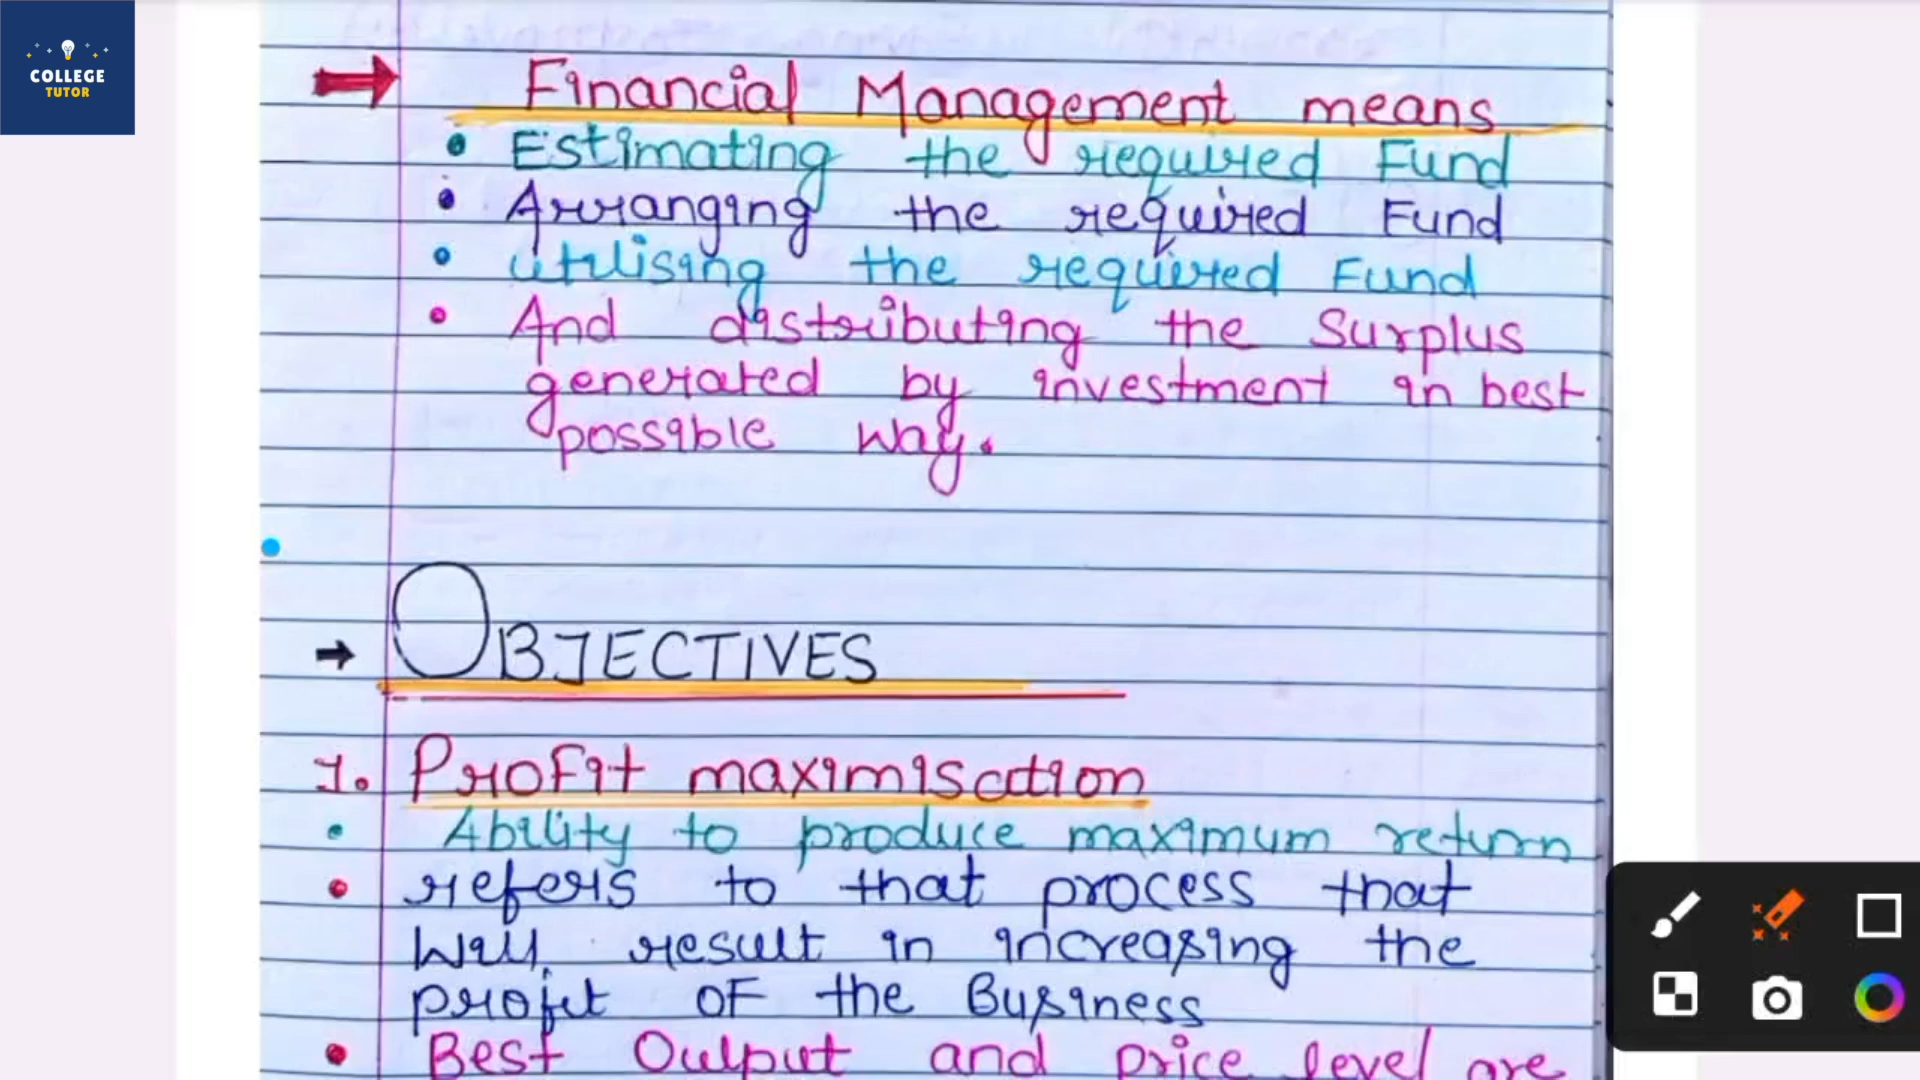 COLLEGE
TUTOR
Financial Management means
• Estimating the required Fund
• Arranging the required Fund
• utilising the required Fund
• And distributing the Surplus
generated by investment in best
possible way.
OBJECTIVES
1. Profit maximisation
• Ability to produce maximum return
• refers to that process that
will result in increasing the
profit OF the Business
• Best Output and price level are